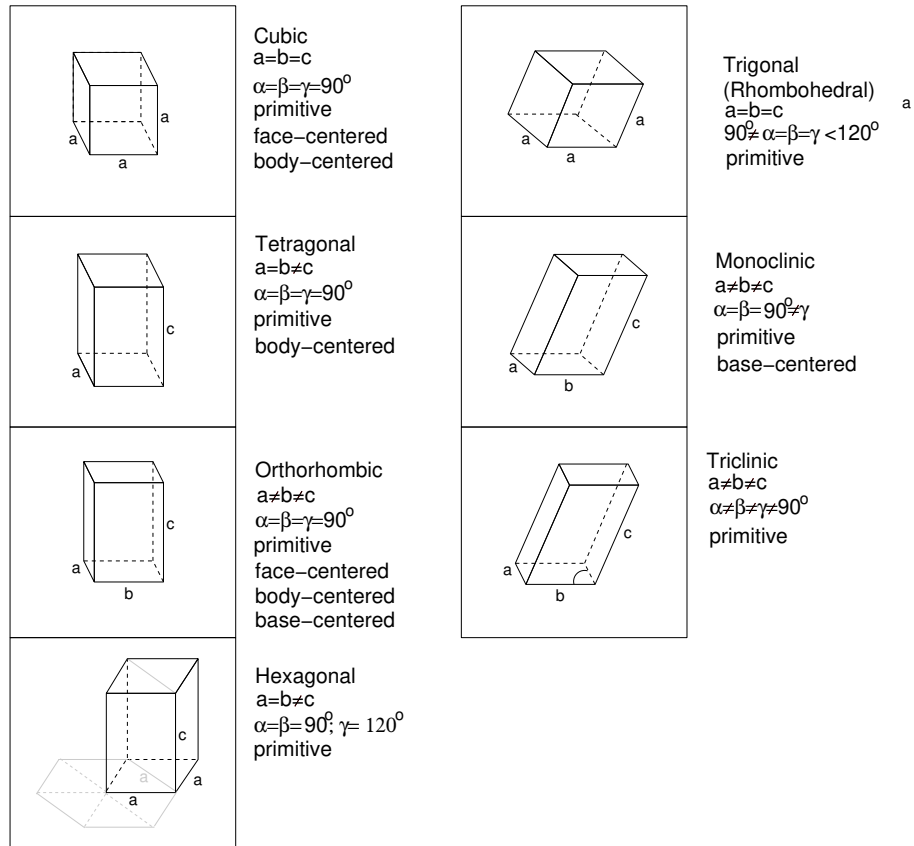 Cubic
a=b=c
α=β=γ=90°
primitive
face−centered
body−centered
a
a
a
Tetragonal
a=b≠c
α=β=γ=90°
primitive
body−centered
c
a
Orthorhombic
a≠b≠c
α=β=γ=90°
primitive
face−centered
body−centered
base−centered
c
a
b
Hexagonal
a=b≠c
α=β=90°; γ= 120°
primitive
c
a
a
a
Trigonal
(Rhombohedral)
a=b=c
90°≠ α=β=γ <120°
primitive
a
a
a
a
Monoclinic
a≠b≠c
α=β=90°≠γ
primitive
base−centered
c
a
b
Triclinic
a≠b≠c
α≠β≠γ≠90°
primitive
c
a
b